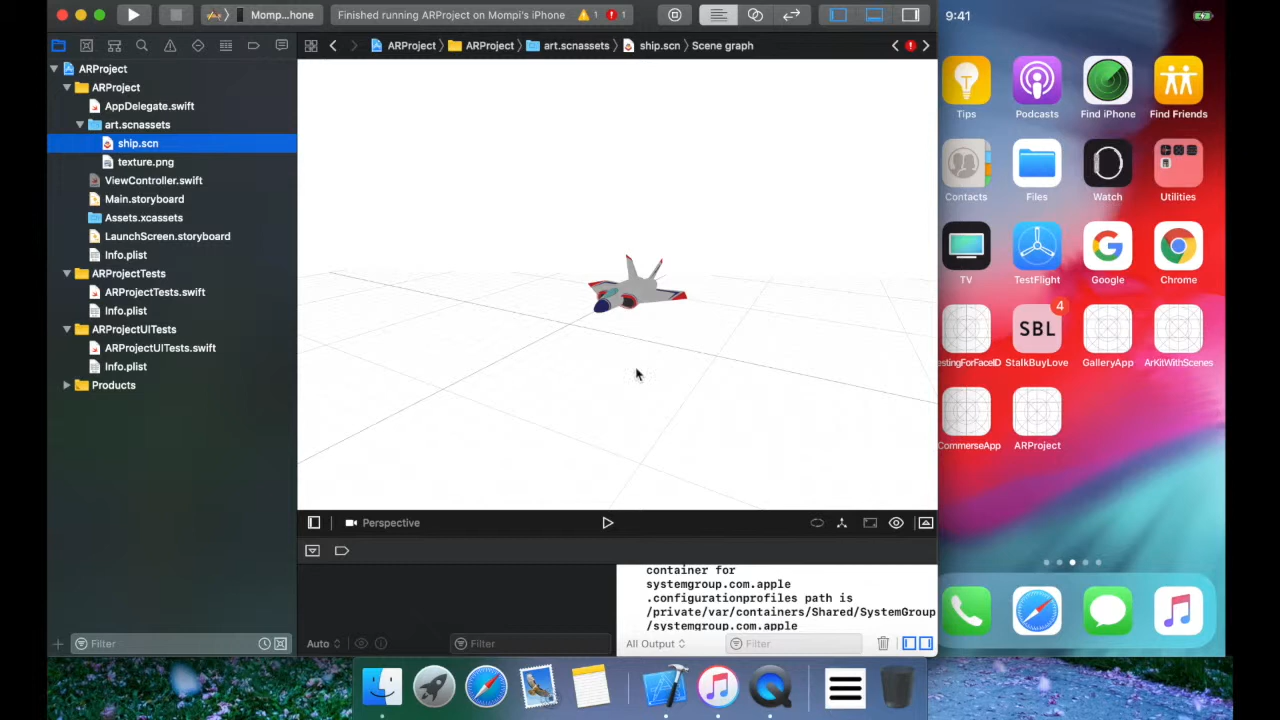 Momp...hone
Finished running ARProject on Mompi's iPhone
1
1
ARProject
ARProject
art.scnassets
ship.scn
Scene graph
ARProject
ARProject
AppDelegate.swift
art.scnassets
ship.scn
texture.png
ViewController.swift
Main.storyboard
Assets.xcassets
LaunchScreen.storyboard
Info.plist
ARProjectTests
ARProjectTests.swift
Info.plist
ARProjectUITests
ARProjectUITests.swift
Info.plist
Products
Filter
Perspective
Auto
Filter
container for
systemgroup.com.apple
.configurationprofiles path is
/private/var/containers/Shared/SystemGroup
/systemgroup.com.apple
All Output
Filter
9:41
Tips
Podcasts
Find iPhone
Find Friends
Contacts
Files
Watch
Utilities
TV
TestFlight
Google
Chrome
4
SBL
estingForFaceID
StalkBuyLove
GalleryApp
ArKitWithScenes
CommerseApp
ARProject